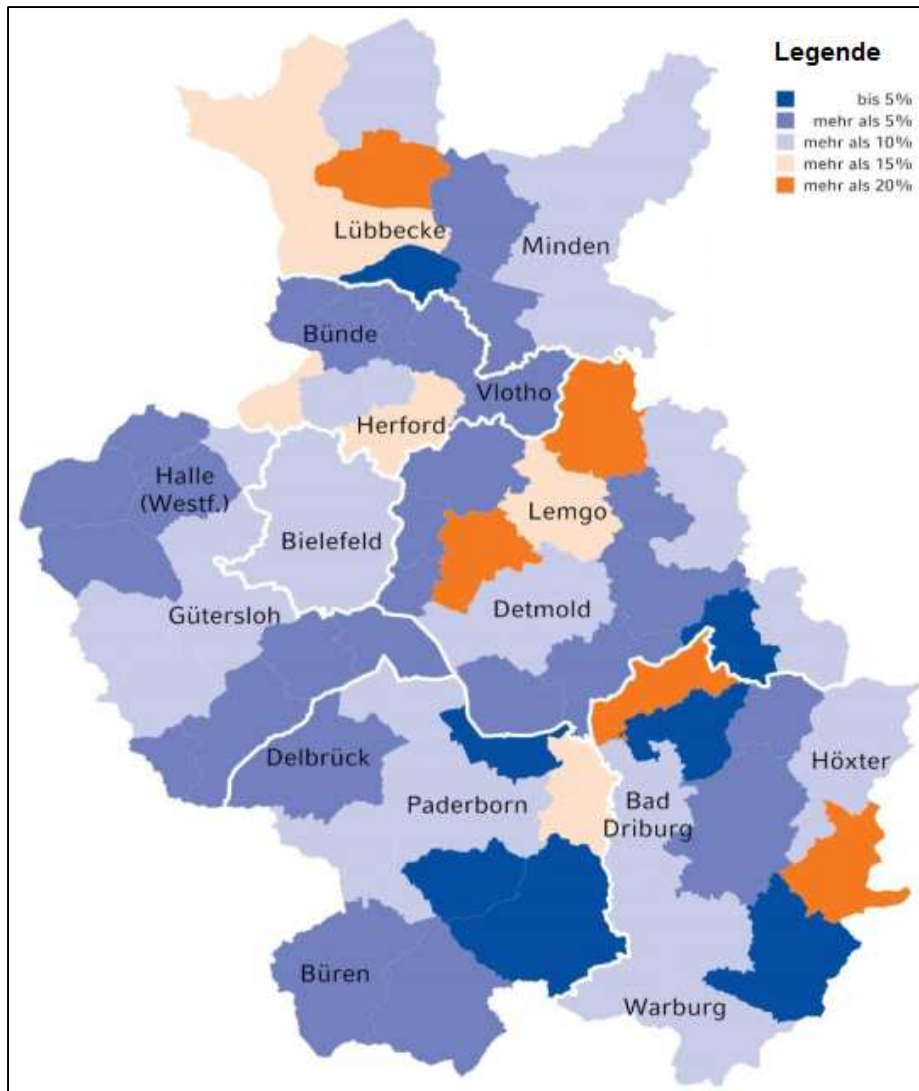 Legende
bis 5%
mehr als 5%
mehr als 10%
mehr als 15%
mehr als 20%
Lübbecke
Minden
Bünde
Vlotho
Herford
Halle
(Westf.)
Lemgo
Bielefeld
Detmold
Gütersloh
Delbrück
Höxter
Paderborn
Bad
Driburg
Büren
Warburg